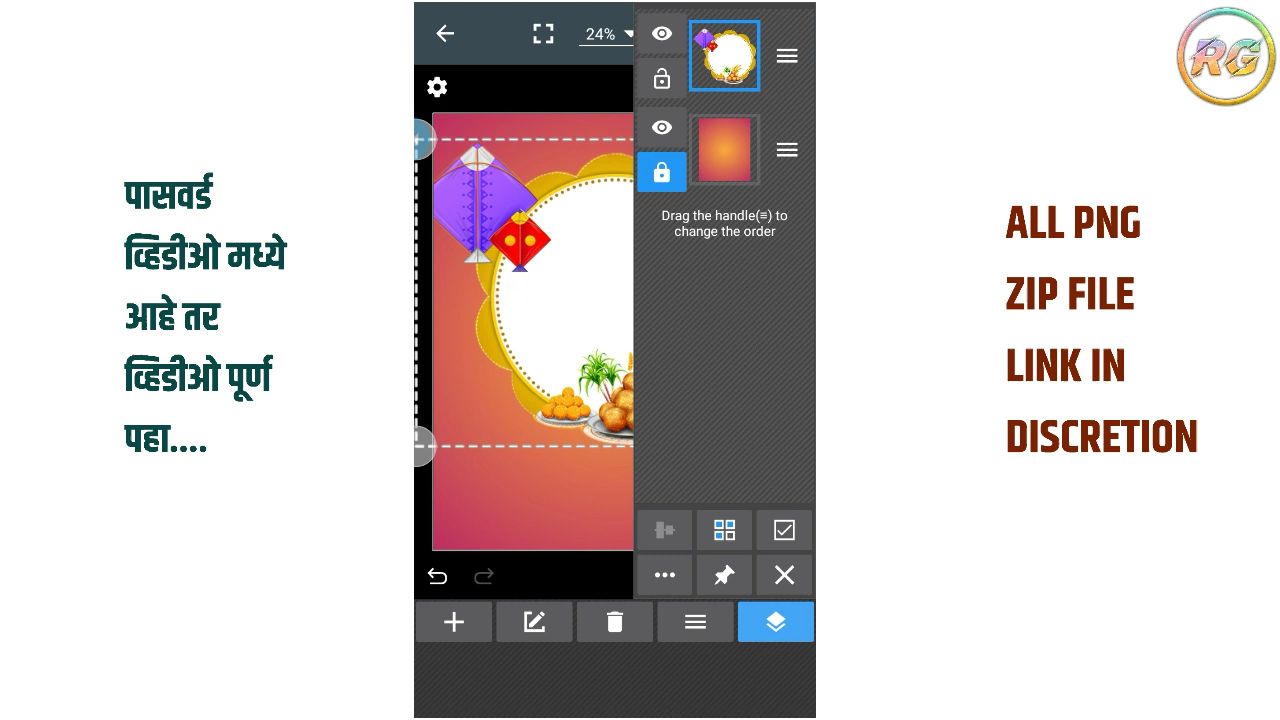 पासवर्ड
व्हिडीओ मध्ये
आहे तर
व्हिडीओ पूर्ण
पहा....
24%
Drag the handle(≡) to
change the order
RG
ALL PNG
ZIP FILE
LINK IN
DISCRETION